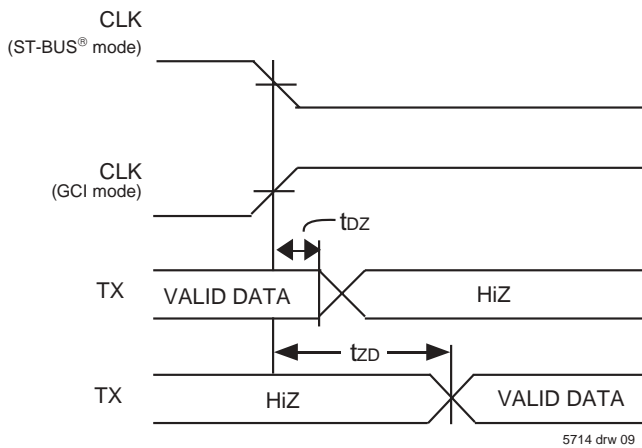 CLK
(ST-BUS® mode)
CLK
(GCI mode)
tDZ
TX
VALID DATA
HiZ
tZD
TX
HiZ
VALID DATA
5714 drw 09